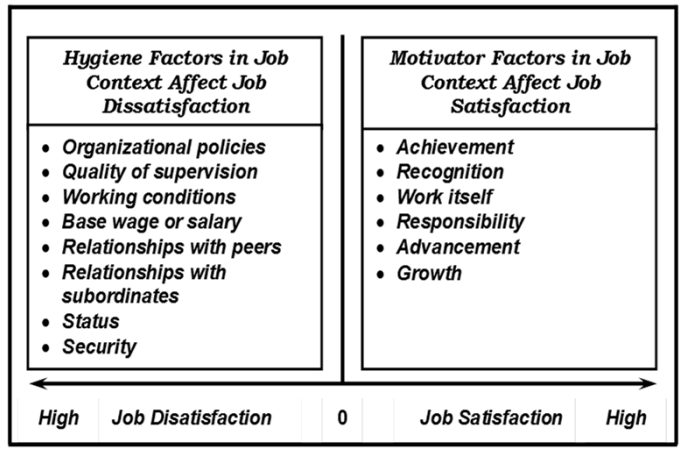 Hygiene Factors in Job
Context Affect Job
Dissatisfaction
• Organizational policies
• Quality of supervision
• Working conditions
• Base wage or salary
• Relationships with peers
• Relationships with
subordinates
• Status
• Security
Motivator Factors in Job
Context Affect Job
Satisfaction
• Achievement
• Recognition
• Work itself
• Responsibility
• Advancement
• Growth
High Job Disatisfaction 0 Job Satisfaction High